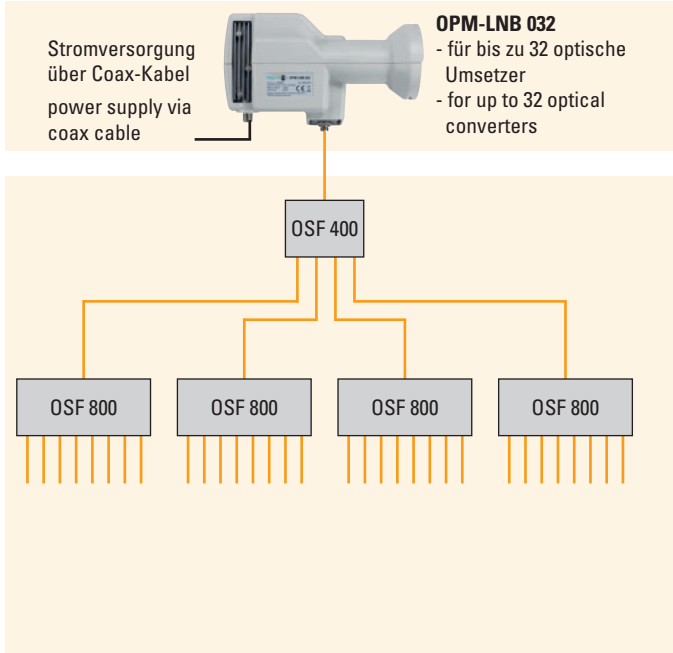 Stromversorgung
über Coax-Kabel
power supply via
coax cable
OPM-LNB 032
- für bis zu 32 optische
Umsetzer
- for up to 32 optical
converters
OSF 400
OSF 800
OSF 800
OSF 800
OSF 800